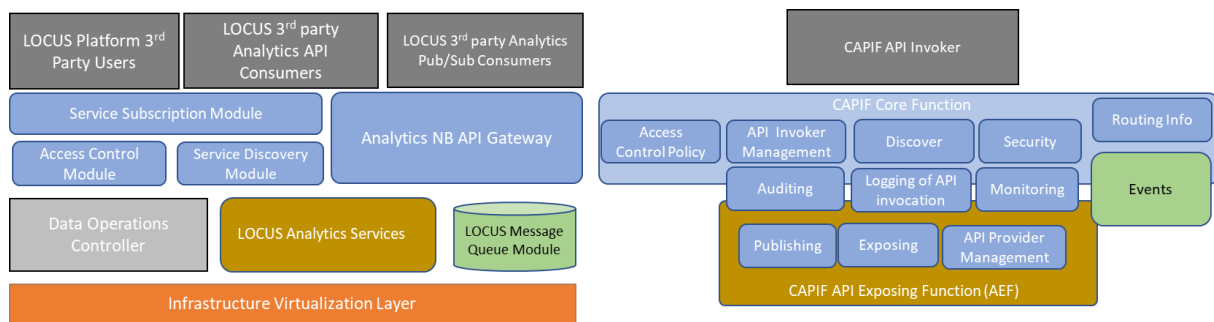 LOCUS Platform 3rd
Party Users
LOCUS 3rd party
Analytics API
Consumers
LOCUS 3rd party Analytics
Pub/Sub Consumers
Service Subscription Module
Analytics NB API Gateway
Access Control
Module
Service Discovery
Module
Data Operations
Controller
LOCUS Analytics Services
LOCUS Message
Queue Module
Infrastructure Virtualization Layer
CAPIF API Invoker
CAPIF Core Function
Access
Control Policy
API Invoker
Management
Discover
Security
Routing Info
Auditing
Logging of API
invocation
Monitoring
Events
Publishing
Exposing
API Provider
Management
CAPIF API Exposing Function (AEF)